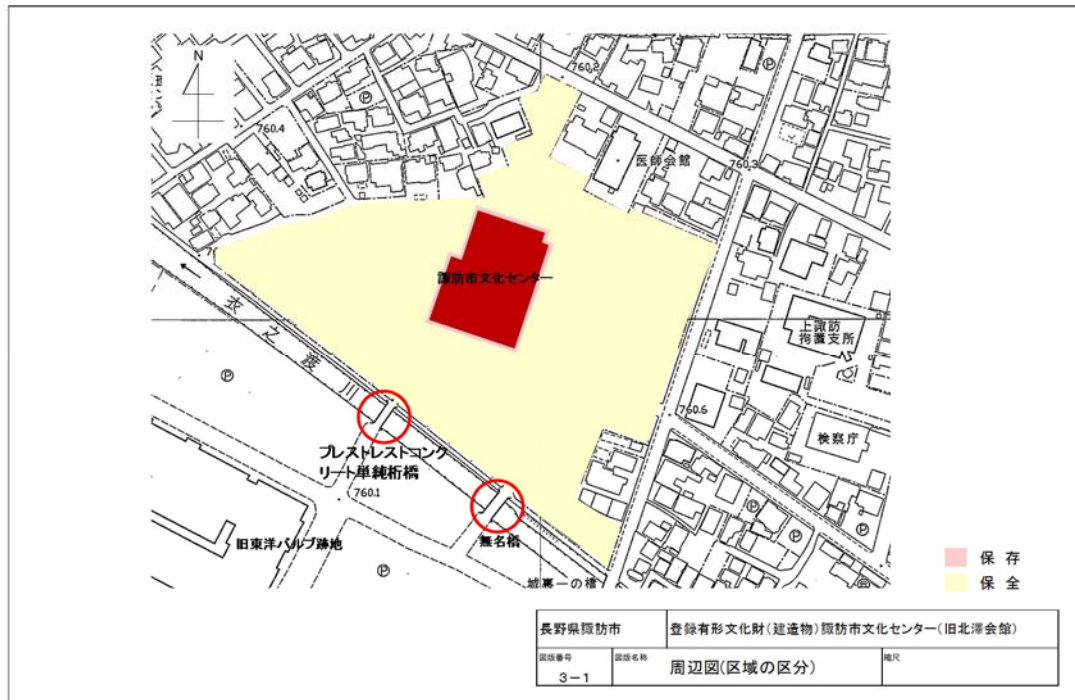 N
760.2
Ⓟ
Ⓟ
760.4
医師会館
760.3
諏訪市文化センター
上諏訪
拘置支所
衣之渡川
Ⓟ
760.6
検察庁
プレストレストコンク
リート単純桁橋
760.1
無名橋
旧東洋バルブ跡地
Ⓟ
Ⓟ
Ⓟ
Ⓟ
城裏一の橋
保 存
保 全
長野県諏訪市
登録有形文化財(建造物)諏訪市文化センター(旧北澤会館)
図版番号
3-1
図版名称
周辺図(区域の区分)
縮尺